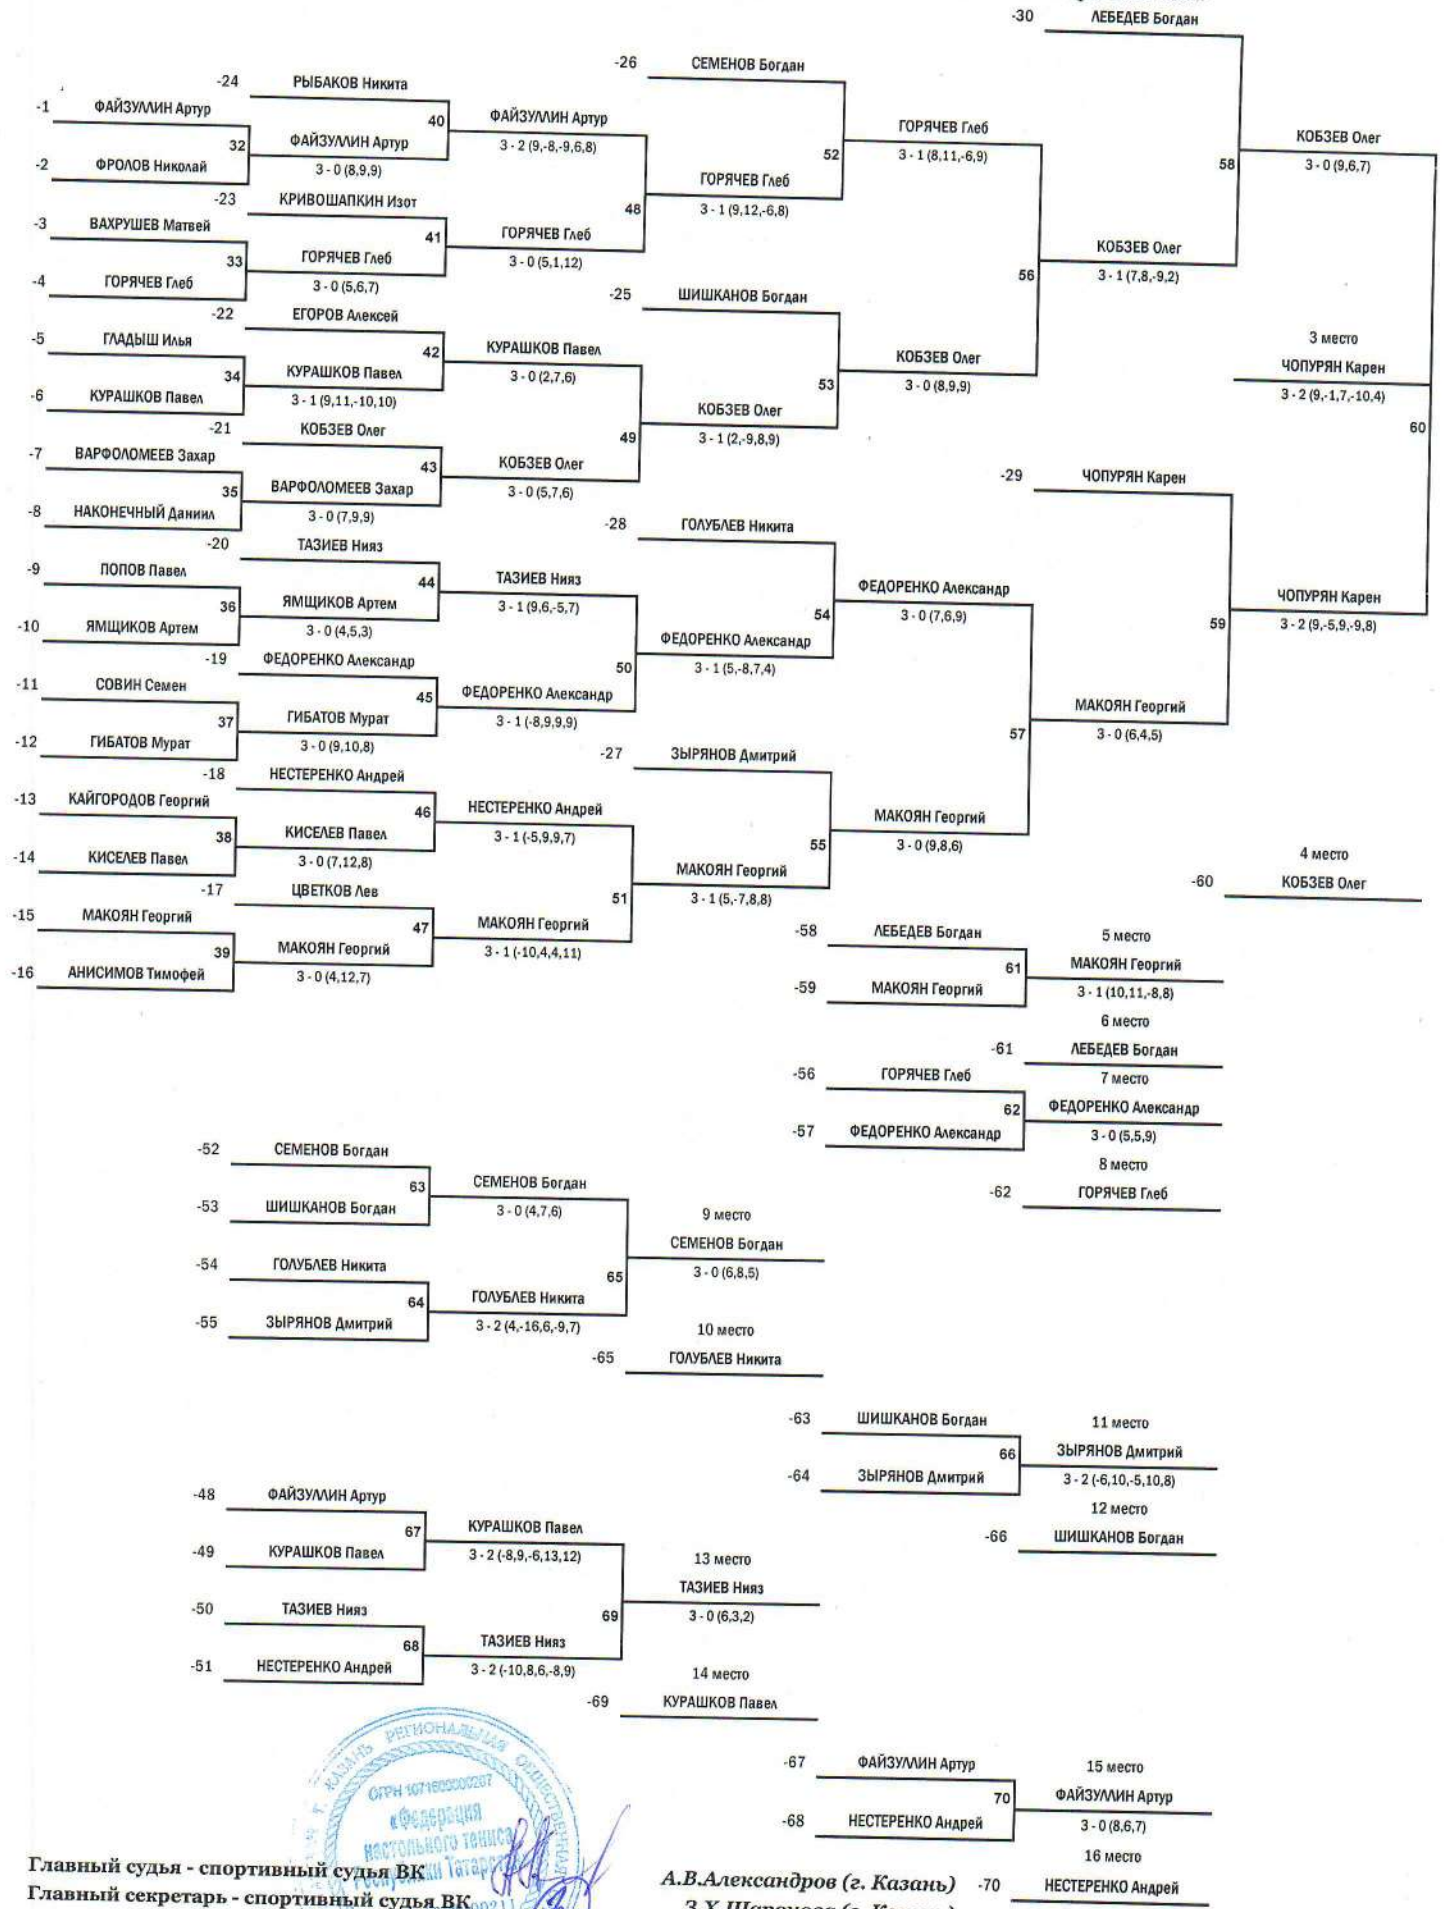 -30 ЛЕБЕДЕВ Богдан
-26 СЕМЕНОВ Богдан
-24 РЫБАКОВ Никита
-1 ФАЙЗУЛЛИН Артур
40 ФАЙЗУЛЛИН Артур
3 - 2 (9,-8,-9,6,8)
32 ФАЙЗУЛЛИН Артур
3 - 0 (8,9,9)
-2 ФРОЛОВ Николай
52 ГОРЯЧЕВ Глеб
3 - 1 (8,11,-6,9)
58 КОБЗЕВ Олег
3 - 0 (9,6,7)
-23 КРИВОШАПКИН Изот
48 ГОРЯЧЕВ Глеб
3 - 1 (9,12,-6,8)
-3 ВАХРУШЕВ Матвей
41 ГОРЯЧЕВ Глеб
3 - 0 (5,1,12)
33 ГОРЯЧЕВ Глеб
3 - 0 (5,6,7)
-4 ГОРЯЧЕВ Глеб
56 КОБЗЕВ Олег
3 - 1 (7,8,-9,2)
-25 ШИШКАНОВ Богдан
-22 ЕГОРОВ Алексей
-5 ГЛАДЫШ Илья
42 КУРАШКОВ Павел
3 - 0 (2,7,6)
34 КУРАШКОВ Павел
3 - 1 (9,11,-10,10)
-6 КУРАШКОВ Павел
53 КОБЗЕВ Олег
3 - 0 (8,9,9)
3 место
ЧОПУРЯН Карен
3 - 2 (9,-1,7,-10,4)
60
-21 КОБЗЕВ Олег
49 КОБЗЕВ Олег
3 - 1 (2,-9,8,9)
-7 ВАРФОЛОМЕЕВ Захар
43 КОБЗЕВ Олег
3 - 0 (5,7,6)
35 ВАРФОЛОМЕЕВ Захар
3 - 0 (7,9,9)
-8 НАКОНЕЧНЫЙ Даниил
-29 ЧОПУРЯН Карен
-28 ГОЛУБЛЕВ Никита
-20 ТАЗИЕВ Нияз
-9 ПОПОВ Павел
44 ТАЗИЕВ Нияз
3 - 1 (9,6,-5,7)
36 ЯМЩИКОВ Артем
3 - 0 (4,5,3)
-10 ЯМЩИКОВ Артем
54 ФЕДОРЕНКО Александр
3 - 0 (7,6,9)
59 ЧОПУРЯН Карен
3 - 2 (9,-5,9,-9,8)
-19 ФЕДОРЕНКО Александр
50 ФЕДОРЕНКО Александр
3 - 1 (5,-8,7,4)
-11 СОВИН Семен
45 ФЕДОРЕНКО Александр
3 - 1 (-8,9,9,9)
37 ГИБАТОВ Мурат
3 - 0 (9,10,8)
-12 ГИБАТОВ Мурат
57 МАКОЯН Георгий
3 - 0 (6,4,5)
-27 ЗЫРЯНОВ Дмитрий
-18 НЕСТЕРЕНКО Андрей
-13 КАЙГОРОДОВ Георгий
46 НЕСТЕРЕНКО Андрей
3 - 1 (-5,9,9,7)
38 КИСЕЛЕВ Павел
3 - 0 (7,12,8)
-14 КИСЕЛЕВ Павел
55 МАКОЯН Георгий
3 - 0 (9,8,6)
-17 ЦВЕТКОВ Лев
51 МАКОЯН Георгий
3 - 1 (5,-7,8,8)
-15 МАКОЯН Георгий
47 МАКОЯН Георгий
3 - 1 (-10,4,4,11)
39 МАКОЯН Георгий
3 - 0 (4,12,7)
-16 АНИСИМОВ Тимофей
4 место
-60 КОБЗЕВ Олег
-58 ЛЕБЕДЕВ Богдан
5 место
61 МАКОЯН Георгий
-59 МАКОЯН Георгий
3 - 1 (10,11,-8,8)
6 место
-61 ЛЕБЕДЕВ Богдан
-56 ГОРЯЧЕВ Глеб
7 место
62 ФЕДОРЕНКО Александр
-57 ФЕДОРЕНКО Александр
3 - 0 (5,5,9)
8 место
-62 ГОРЯЧЕВ Глеб
-52 СЕМЕНОВ Богдан
63 СЕМЕНОВ Богдан
-53 ШИШКАНОВ Богдан
3 - 0 (4,7,6)
9 место
65 СЕМЕНОВ Богдан
3 - 0 (6,8,5)
-54 ГОЛУБЛЕВ Никита
64 ГОЛУБЛЕВ Никита
-55 ЗЫРЯНОВ Дмитрий
3 - 2 (4,-16,6,-9,7)
10 место
-65 ГОЛУБЛЕВ Никита
-63 ШИШКАНОВ Богдан
11 место
66 ЗЫРЯНОВ Дмитрий
-64 ЗЫРЯНОВ Дмитрий
3 - 2 (-6,10,-5,10,8)
12 место
-66 ШИШКАНОВ Богдан
-48 ФАЙЗУЛЛИН Артур
67 КУРАШКОВ Павел
-49 КУРАШКОВ Павел
3 - 2 (-8,9,-6,13,12)
13 место
69 ТАЗИЕВ Нияз
3 - 0 (6,3,2)
-50 ТАЗИЕВ Нияз
68 ТАЗИЕВ Нияз
-51 НЕСТЕРЕНКО Андрей
3 - 2 (-10,8,6,-8,9)
14 место
-69 КУРАШКОВ Павел
-67 ФАЙЗУЛЛИН Артур
15 место
70 ФАЙЗУЛЛИН Артур
-68 НЕСТЕРЕНКО Андрей
3 - 0 (8,6,7)
16 место
-70 НЕСТЕРЕНКО Андрей
КАЗАНЬ РЕГИОНАЛЬНАЯ ОБЩЕСТВЕННАЯ
«Федерация
настольного тенниса
Главный судья - спортивный судья ВК
А.В.Александров (г. Казань)
Главный секретарь - спортивный судья ВК